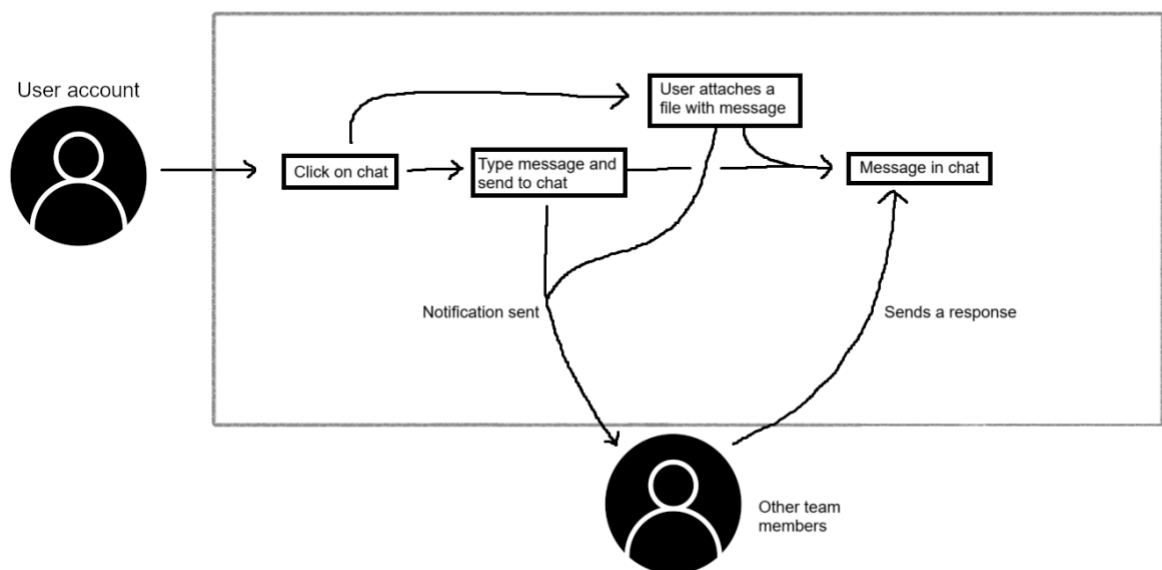 User account
User attaches a
file with message
Click on chat
Type message and
send to chat
Message in chat
Notification sent
Sends a response
Other team
members